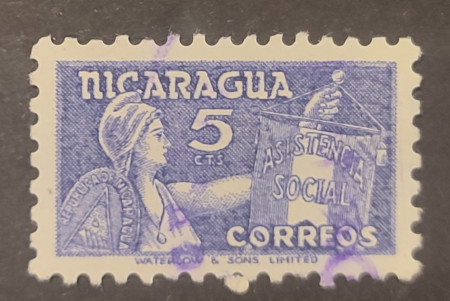 NICARAGUA
5
CTS.
ASISTENCIA
SOCIAL
CORREOS
WATERLOW & SONS LIMITED